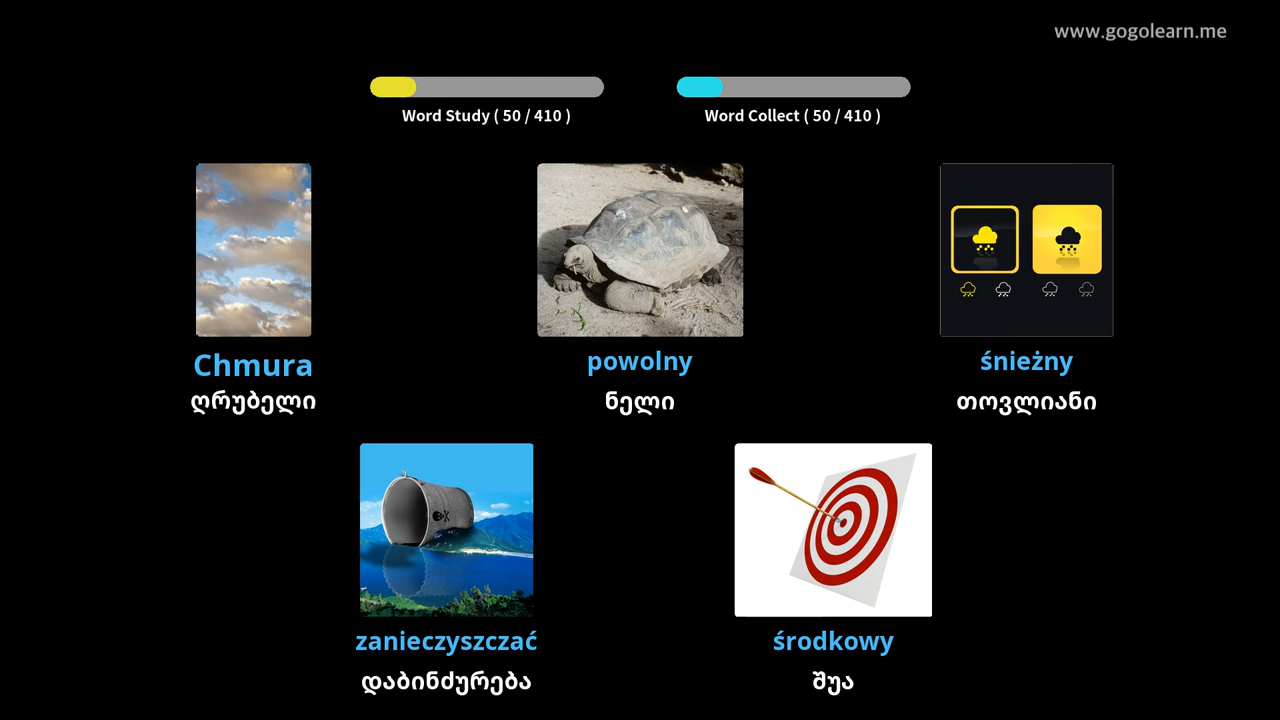 www.gogolearn.me
Word Study ( 50 / 410 )
Word Collect ( 50 / 410 )
Chmura
ღრუბელი
powolny
ნელი
śnieżny
თოვლიანი
zanieczyszczać
დაბინძურება
środkowy
შუა